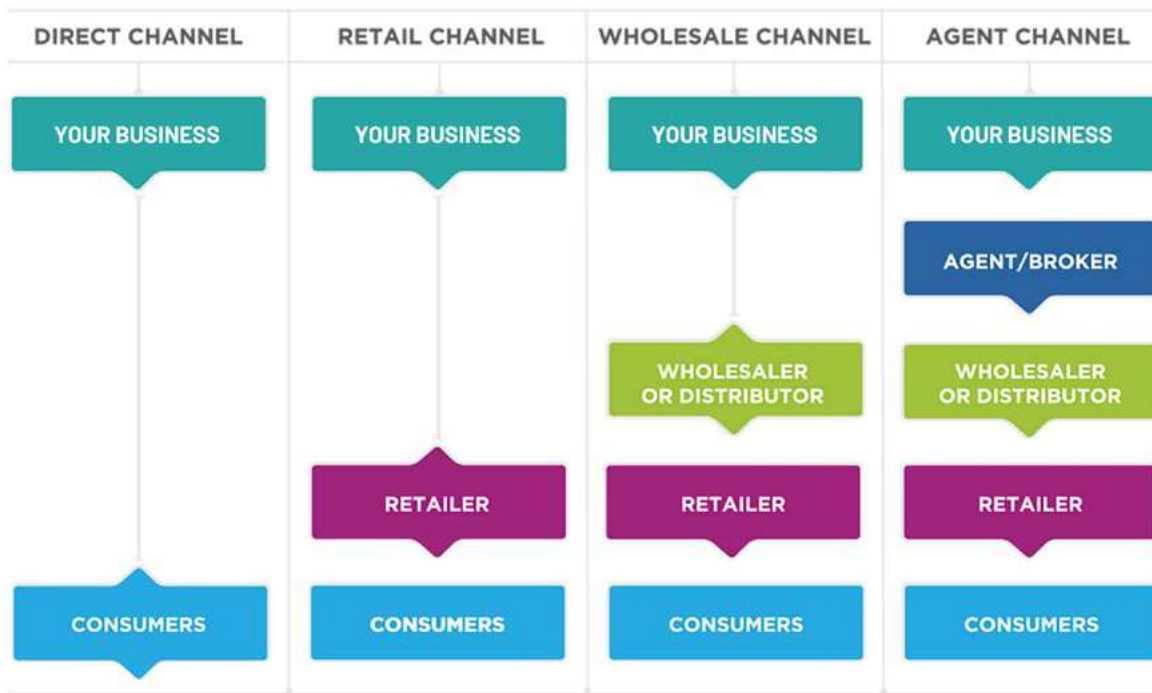 DIRECT CHANNEL
RETAIL CHANNEL
WHOLESALE CHANNEL
AGENT CHANNEL
YOUR BUSINESS
YOUR BUSINESS
YOUR BUSINESS
YOUR BUSINESS
AGENT/BROKER
WHOLESALER
OR DISTRIBUTOR
WHOLESALER
OR DISTRIBUTOR
RETAILER
RETAILER
RETAILER
CONSUMERS
CONSUMERS
CONSUMERS
CONSUMERS